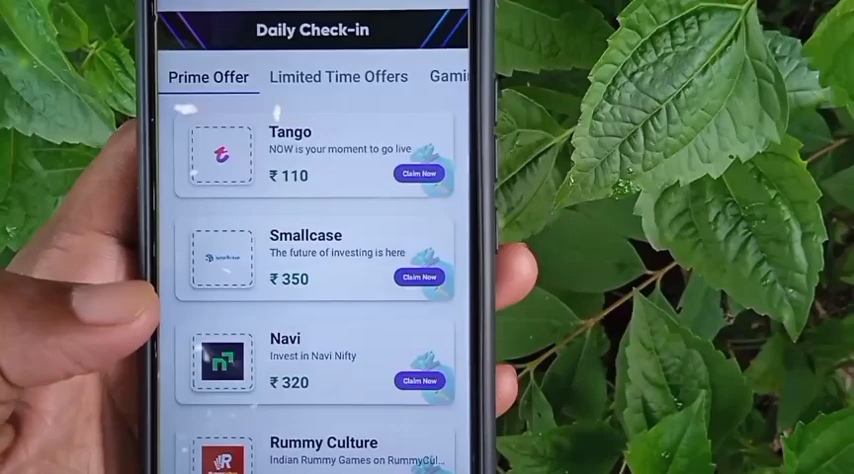 Daily Check-in
Prime Offer
Limited Time Offers
Gami
Tango
NOW is your moment to go live
₹ 110
Claim Now
Smallcase
The future of investing is here
₹ 350
Claim Now
smallcase
Navi
Invest in Navi Nifty
₹ 320
Claim Now
Rummy Culture
Indian Rummy Games on RummyCul...